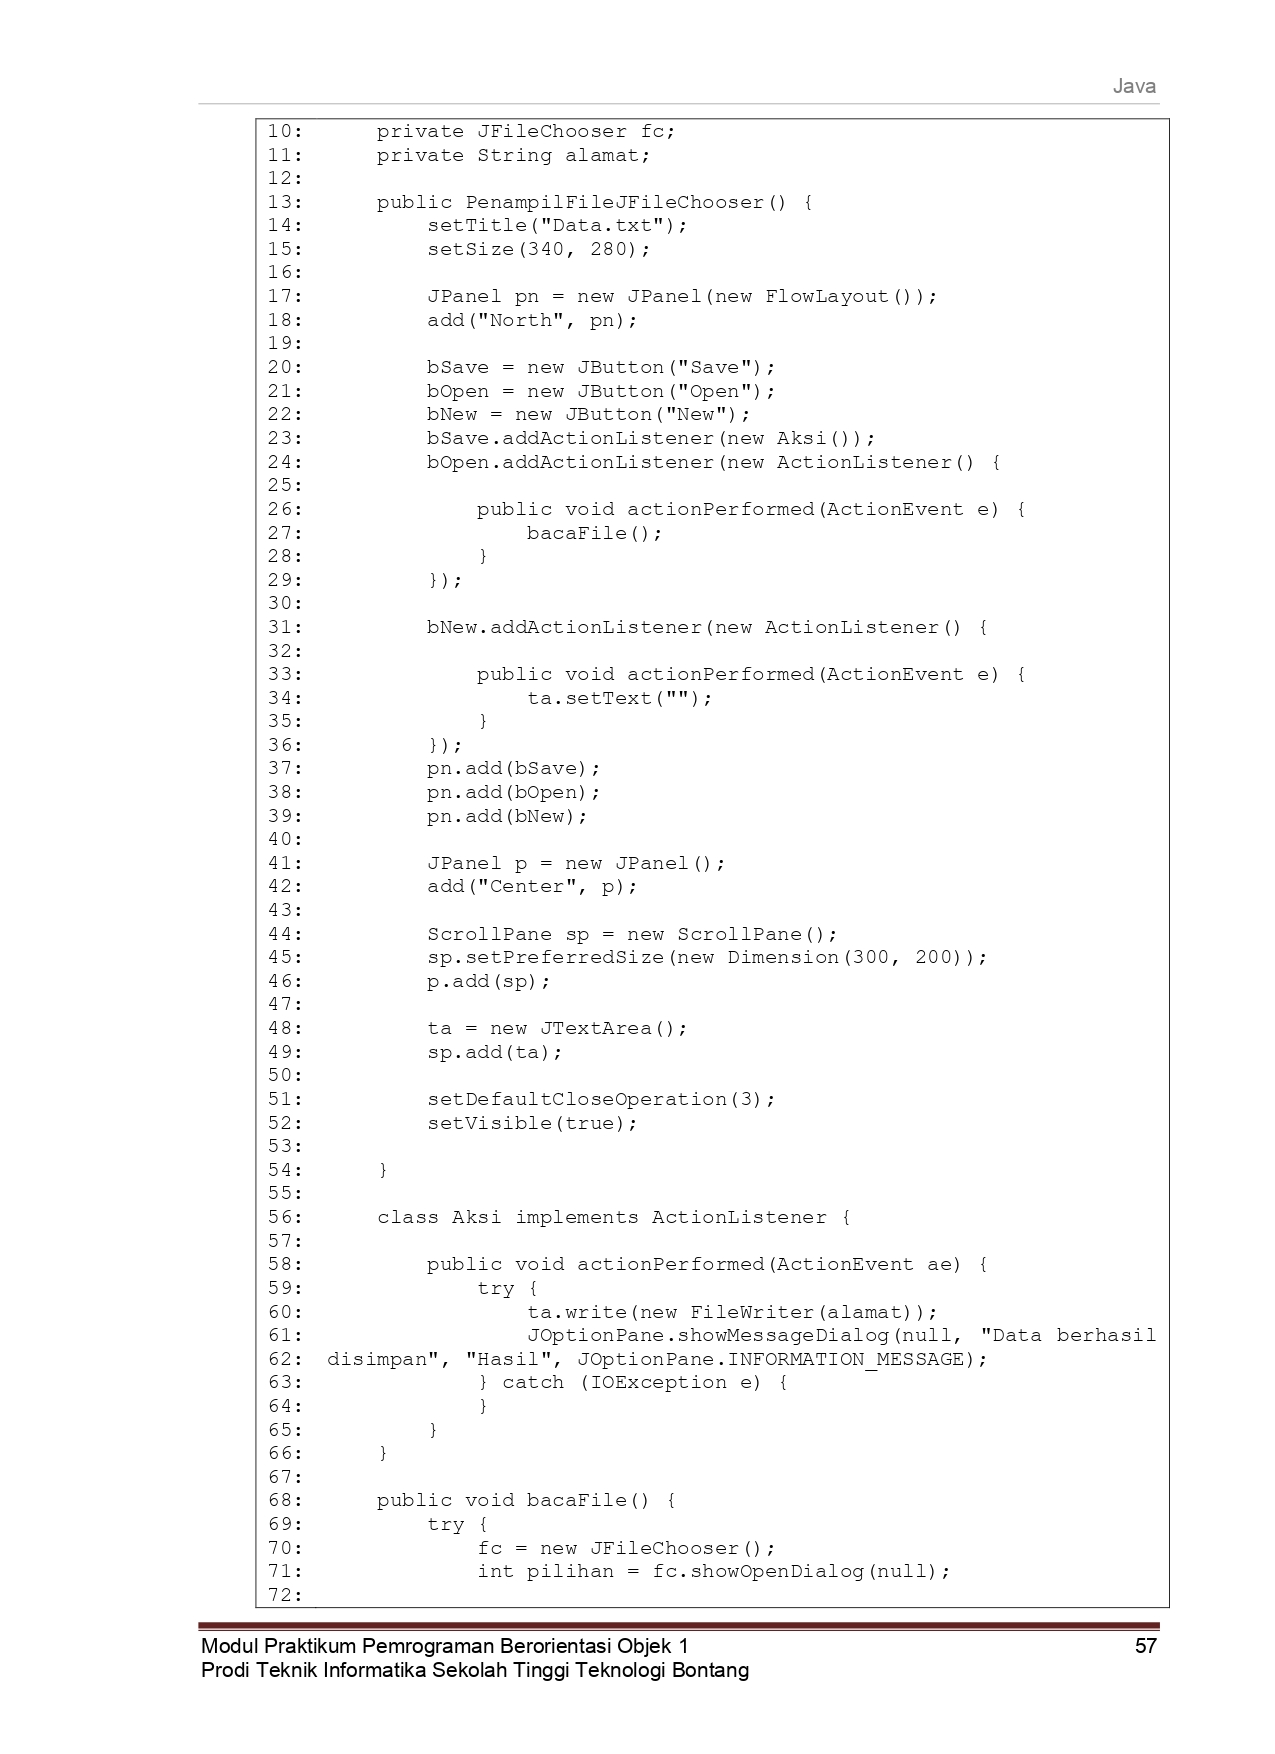 Java
10:      private JFileChooser fc;
11:      private String alamat;
12:
13:      public PenampilFileJFileChooser() {
14:          setTitle("Data.txt");
15:          setSize(340, 280);
16:
17:          JPanel pn = new JPanel(new FlowLayout());
18:          add("North", pn);
19:
20:          bSave = new JButton("Save");
21:          bOpen = new JButton("Open");
22:          bNew = new JButton("New");
23:          bSave.addActionListener(new Aksi());
24:          bOpen.addActionListener(new ActionListener() {
25:
26:              public void actionPerformed(ActionEvent e) {
27:                  bacaFile();
28:              }
29:          });
30:
31:          bNew.addActionListener(new ActionListener() {
32:
33:              public void actionPerformed(ActionEvent e) {
34:                  ta.setText("");
35:              }
36:          });
37:          pn.add(bSave);
38:          pn.add(bOpen);
39:          pn.add(bNew);
40:
41:          JPanel p = new JPanel();
42:          add("Center", p);
43:
44:          ScrollPane sp = new ScrollPane();
45:          sp.setPreferredSize(new Dimension(300, 200));
46:          p.add(sp);
47:
48:          ta = new JTextArea();
49:          sp.add(ta);
50:
51:          setDefaultCloseOperation(3);
52:          setVisible(true);
53:
54:      }
55:
56:      class Aksi implements ActionListener {
57:
58:          public void actionPerformed(ActionEvent ae) {
59:              try {
60:                  ta.write(new FileWriter(alamat));
61:                  JOptionPane.showMessageDialog(null, "Data berhasil
62:  disimpan", "Hasil", JOptionPane.INFORMATION_MESSAGE);
63:              } catch (IOException e) {
64:              }
65:          }
66:      }
67:
68:      public void bacaFile() {
69:          try {
70:              fc = new JFileChooser();
71:              int pilihan = fc.showOpenDialog(null);
72:
Modul Praktikum Pemrograman Berorientasi Objek 1 57
Prodi Teknik Informatika Sekolah Tinggi Teknologi Bontang